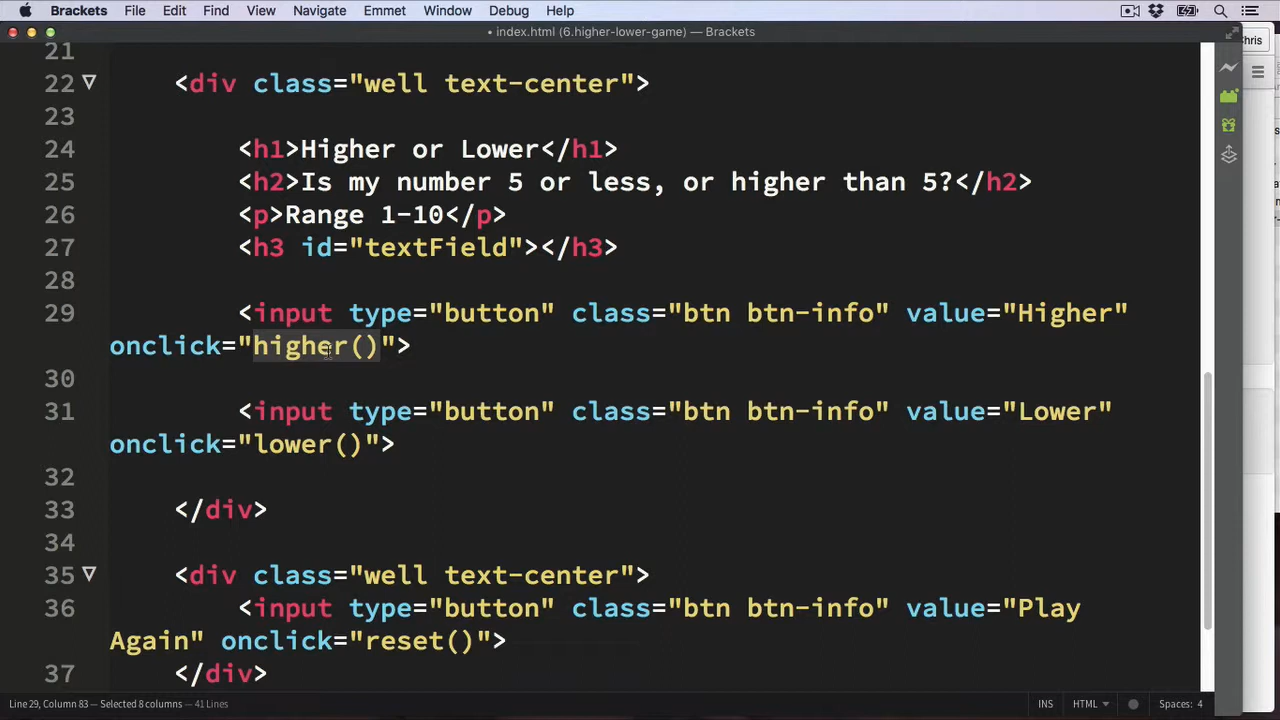 Brackets File Edit Find View Navigate Emmet Window Debug Help
• index.html (6.higher-lower-game) — Brackets
Chris
21
22 <div class="well text-center">
23
24 <h1>Higher or Lower</h1>
25 <h2>Is my number 5 or less, or higher than 5?</h2>
26 <p>Range 1-10</p>
27 <h3 id="textField"></h3>
28
29 <input type="button" class="btn btn-info" value="Higher"
onclick="higher()">
30
31 <input type="button" class="btn btn-info" value="Lower"
onclick="lower()">
32
33 </div>
34
35 <div class="well text-center">
36 <input type="button" class="btn btn-info" value="Play
Again" onclick="reset()">
37 </div>
Line 29, Column 83 — Selected 8 columns — 41 Lines
INS HTML Spaces: 4